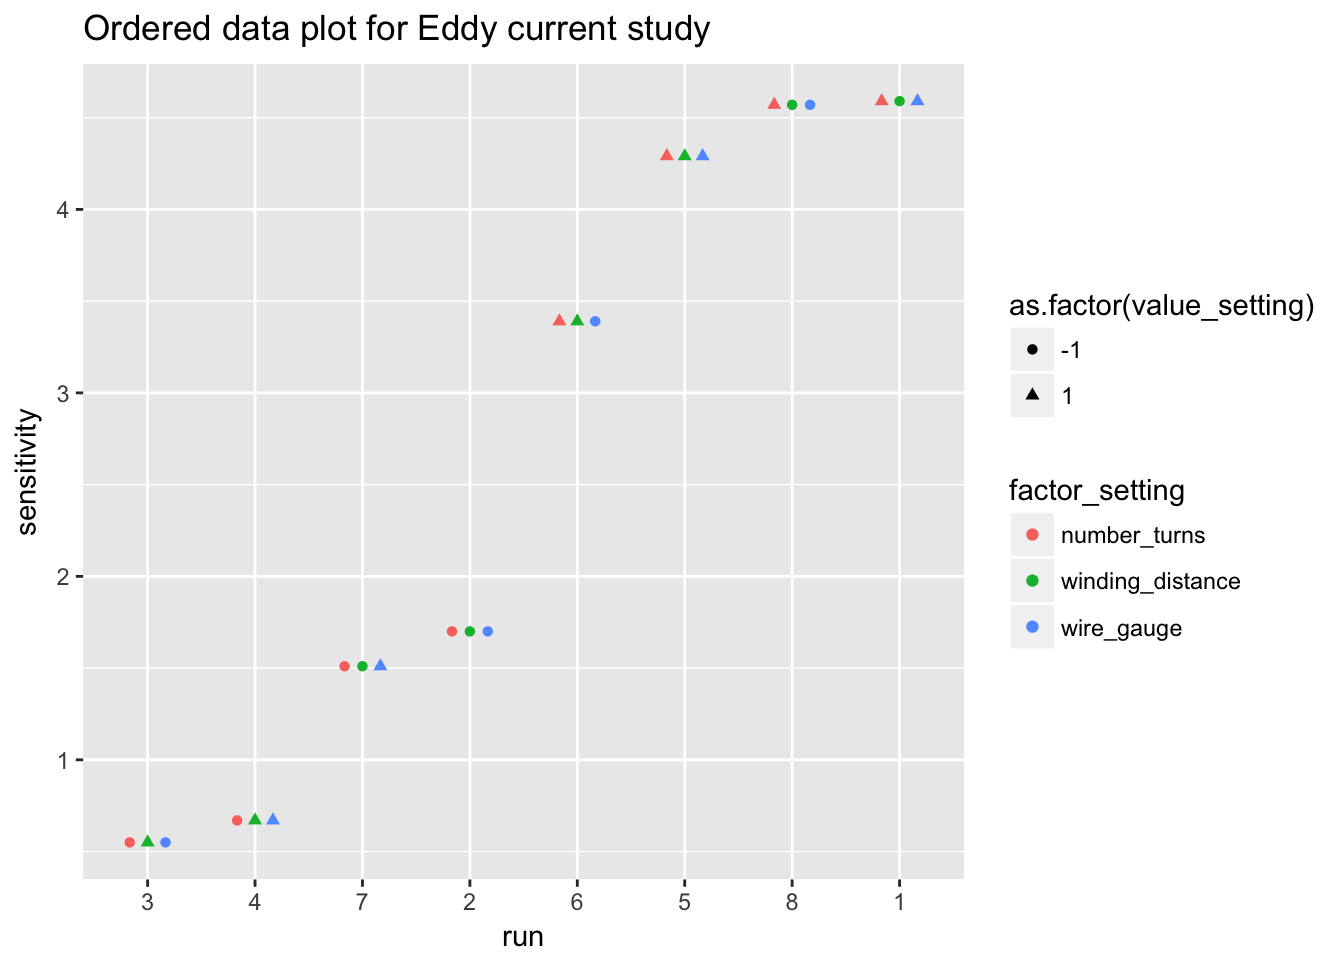 Ordered data plot for Eddy current study
sensitivity
4
3
2
1
3 4 7 2 6 5 8 1
run
as.factor(value_setting)
-1
1
factor_setting
number_turns
winding_distance
wire_gauge